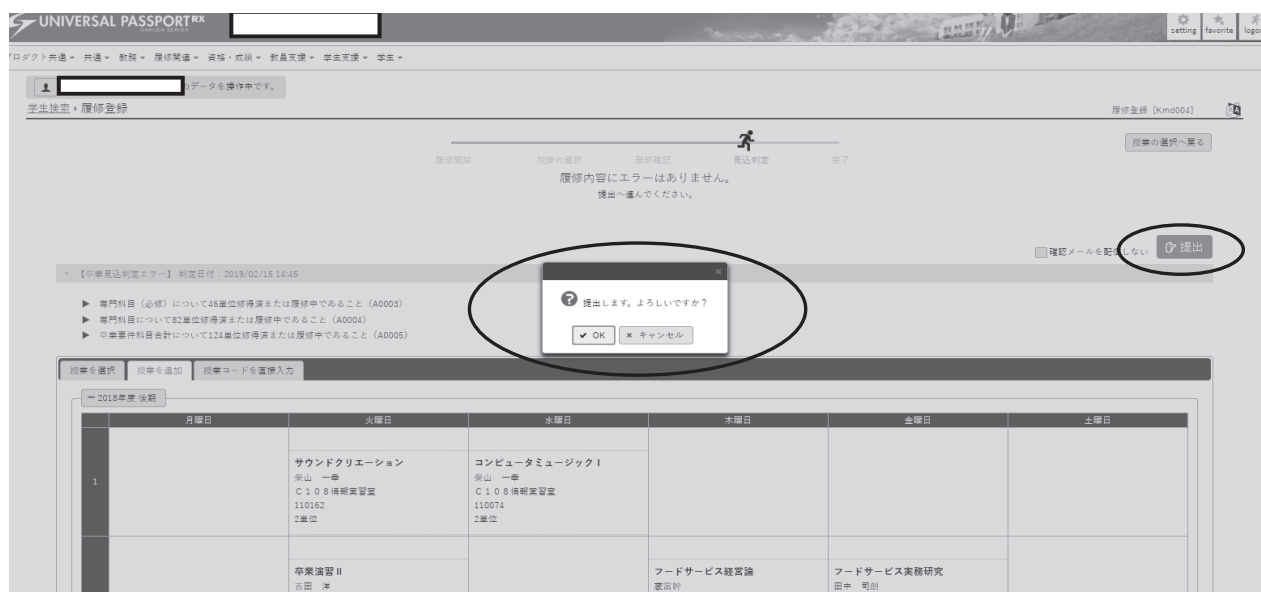 UNIVERSAL PASSPORT RX
GAKUEN SERIES
setting
favorite
プロダクト共通 共通 教務 履修関連 資格・成績 教員支援 学生支援 学生
のデータを操作中です。
学生検索 › 履修登録
履修登録 [Kmd004]
授業の選択へ戻る
履修開始 授業の選択 最終確認 見込判定 完了
履修内容にエラーはありません。
提出へ進んでください。
確認メールを配信しない 提出
【卒業見込判定エラー】 判定日付:2019/02/15 14:45
▶ 専門科目(必修)について46単位修得済または履修中であること(A0003)
▶ 専門科目について82単位修得済または履修中であること(A0004)
▶ 卒業要件科目合計について124単位修得済または履修中であること(A0005)
提出します。よろしいですか?
OK キャンセル
授業を選択 授業を追加 授業コードを直接入力
2018年度 後期
月曜日 火曜日 水曜日 木曜日 金曜日 土曜日
1
サウンドクリエーション
柴山 一幸
C108情報実習室
110162
2単位
コンピュータミュージックI
柴山 一幸
C108情報実習室
110074
2単位
卒業演習II
古田 洋
フードサービス経営論
フードサービス実務研究
田中 司朗